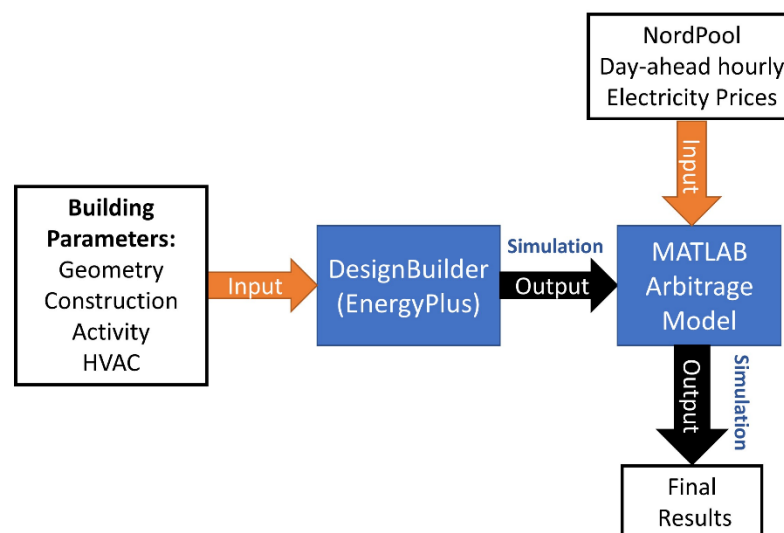 NordPool
Day-ahead hourly
Electricity Prices
Input
Building
Parameters:
Geometry
Construction
Activity
HVAC
Input
DesignBuilder
(EnergyPlus)
Simulation
Output
MATLAB
Arbitrage
Model
Output
Simulation
Final
Results